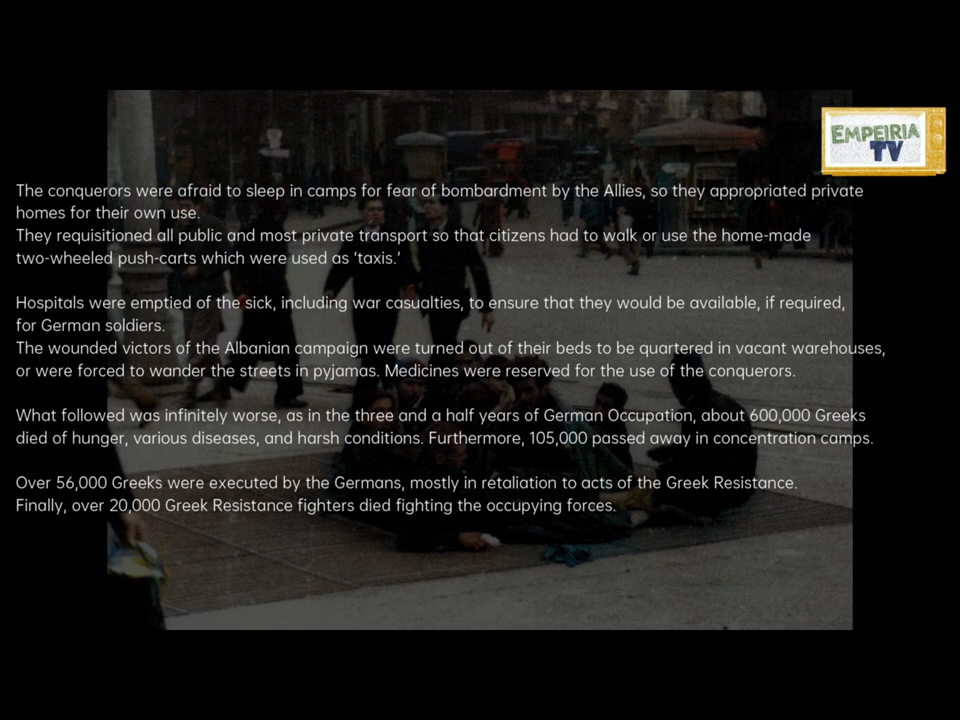 EMPEIRIA
TV
The conquerors were afraid to sleep in camps for fear of bombardment by the Allies, so they appropriated private
homes for their own use.
They requisitioned all public and most private transport so that citizens had to walk or use the home-made
two-wheeled push-carts which were used as 'taxis.'
Hospitals were emptied of the sick, including war casualties, to ensure that they would be available, if required,
for German soldiers.
The wounded victors of the Albanian campaign were turned out of their beds to be quartered in vacant warehouses,
or were forced to wander the streets in pyjamas. Medicines were reserved for the use of the conquerors.
What followed was infinitely worse, as in the three and a half years of German Occupation, about 600,000 Greeks
died of hunger, various diseases, and harsh conditions. Furthermore, 105,000 passed away in concentration camps.
Over 56,000 Greeks were executed by the Germans, mostly in retaliation to acts of the Greek Resistance.
Finally, over 20,000 Greek Resistance fighters died fighting the occupying forces.